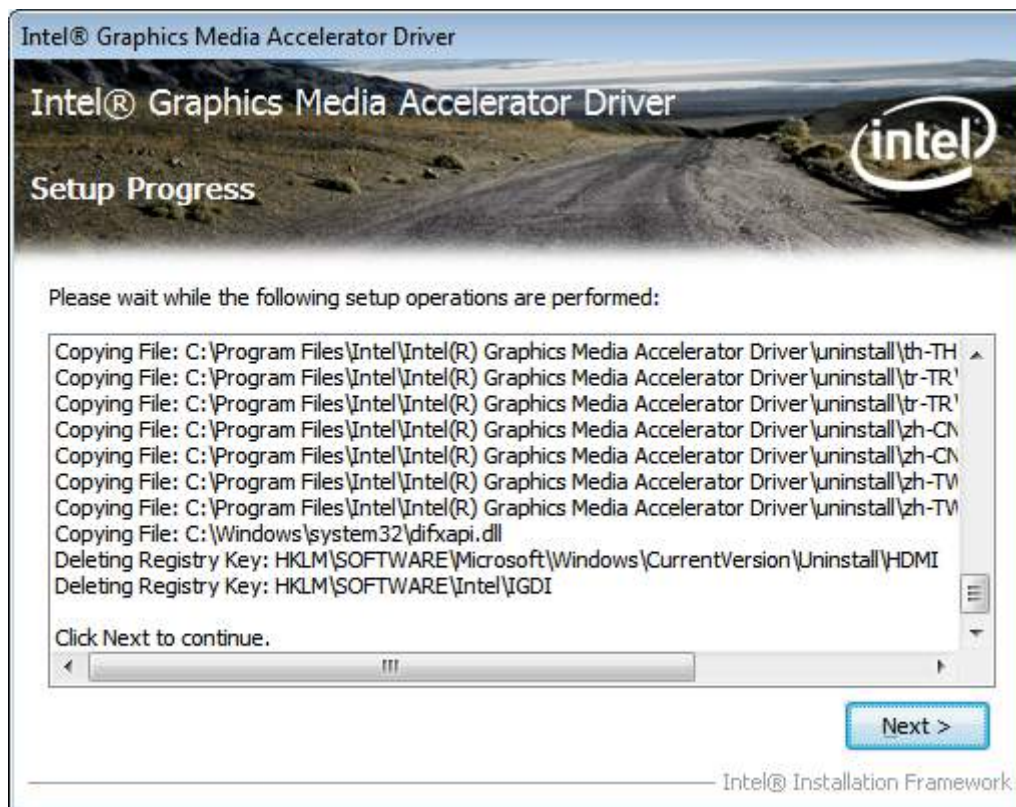 Intel® Graphics Media Accelerator Driver
Intel® Graphics Media Accelerator Driver
intel
Setup Progress
Please wait while the following setup operations are performed:
Copying File: C:\Program Files\Intel\Intel(R) Graphics Media Accelerator Driver\uninstall\th-TH
Copying File: C:\Program Files\Intel\Intel(R) Graphics Media Accelerator Driver\uninstall\tr-TR\
Copying File: C:\Program Files\Intel\Intel(R) Graphics Media Accelerator Driver\uninstall\tr-TR\
Copying File: C:\Program Files\Intel\Intel(R) Graphics Media Accelerator Driver\uninstall\zh-CN
Copying File: C:\Program Files\Intel\Intel(R) Graphics Media Accelerator Driver\uninstall\zh-CN
Copying File: C:\Program Files\Intel\Intel(R) Graphics Media Accelerator Driver\uninstall\zh-TW
Copying File: C:\Program Files\Intel\Intel(R) Graphics Media Accelerator Driver\uninstall\zh-TW
Copying File: C:\Windows\system32\difxapi.dll
Deleting Registry Key: HKLM\SOFTWARE\Microsoft\Windows\CurrentVersion\Uninstall\HDMI
Deleting Registry Key: HKLM\SOFTWARE\Intel\IGDI
Click Next to continue.
Next >
Intel® Installation Framework